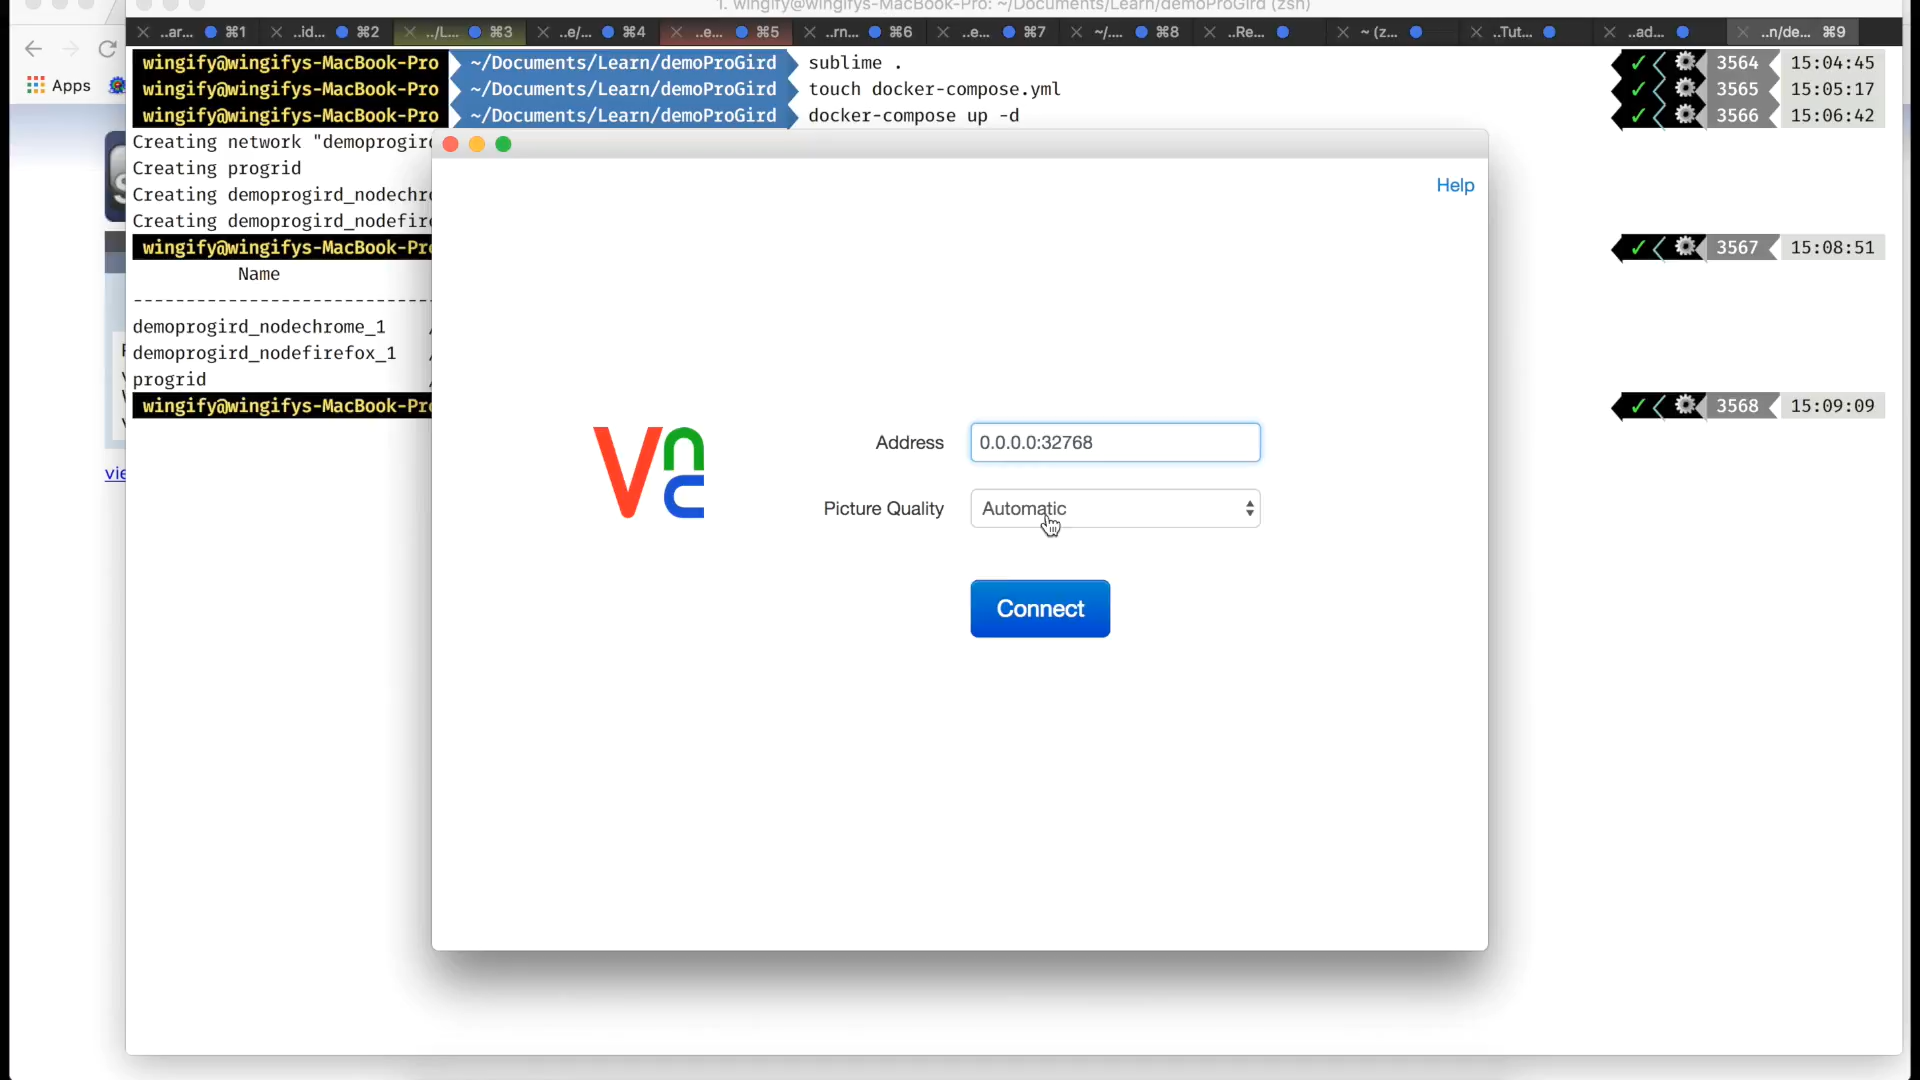 1. wingify@wingifys-MacBook-Pro: ~/Documents/Learn/demoProGird (zsh)
..ar... ⌘1 ..id... ⌘2 ../L... ⌘3 ..e/... ⌘4 ..e... ⌘5 ..rn... ⌘6 ..e... ⌘7 ~/.... ⌘8 ..Re... ~ (z... ..Tut... ..ad... ..n/de... ⌘9
Apps
wingify@wingifys-MacBook-Pro ~/Documents/Learn/demoProGird sublime . 3564 15:04:45
wingify@wingifys-MacBook-Pro ~/Documents/Learn/demoProGird touch docker-compose.yml 3565 15:05:17
wingify@wingifys-MacBook-Pro ~/Documents/Learn/demoProGird docker-compose up -d 3566 15:06:42
Creating network "demoprogird
Creating progrid
Creating demoprogird_nodechr
Creating demoprogird_nodefir
wingify@wingifys-MacBook-Pr 3567 15:08:51
Name
--------------------------------
demoprogird_nodechrome_1 /
demoprogird_nodefirefox_1 /
progrid /
wingify@wingifys-MacBook-Pr 3568 15:09:09
vie
Help
Vnc
Address 0.0.0.0:32768
Picture Quality Automatic
Connect